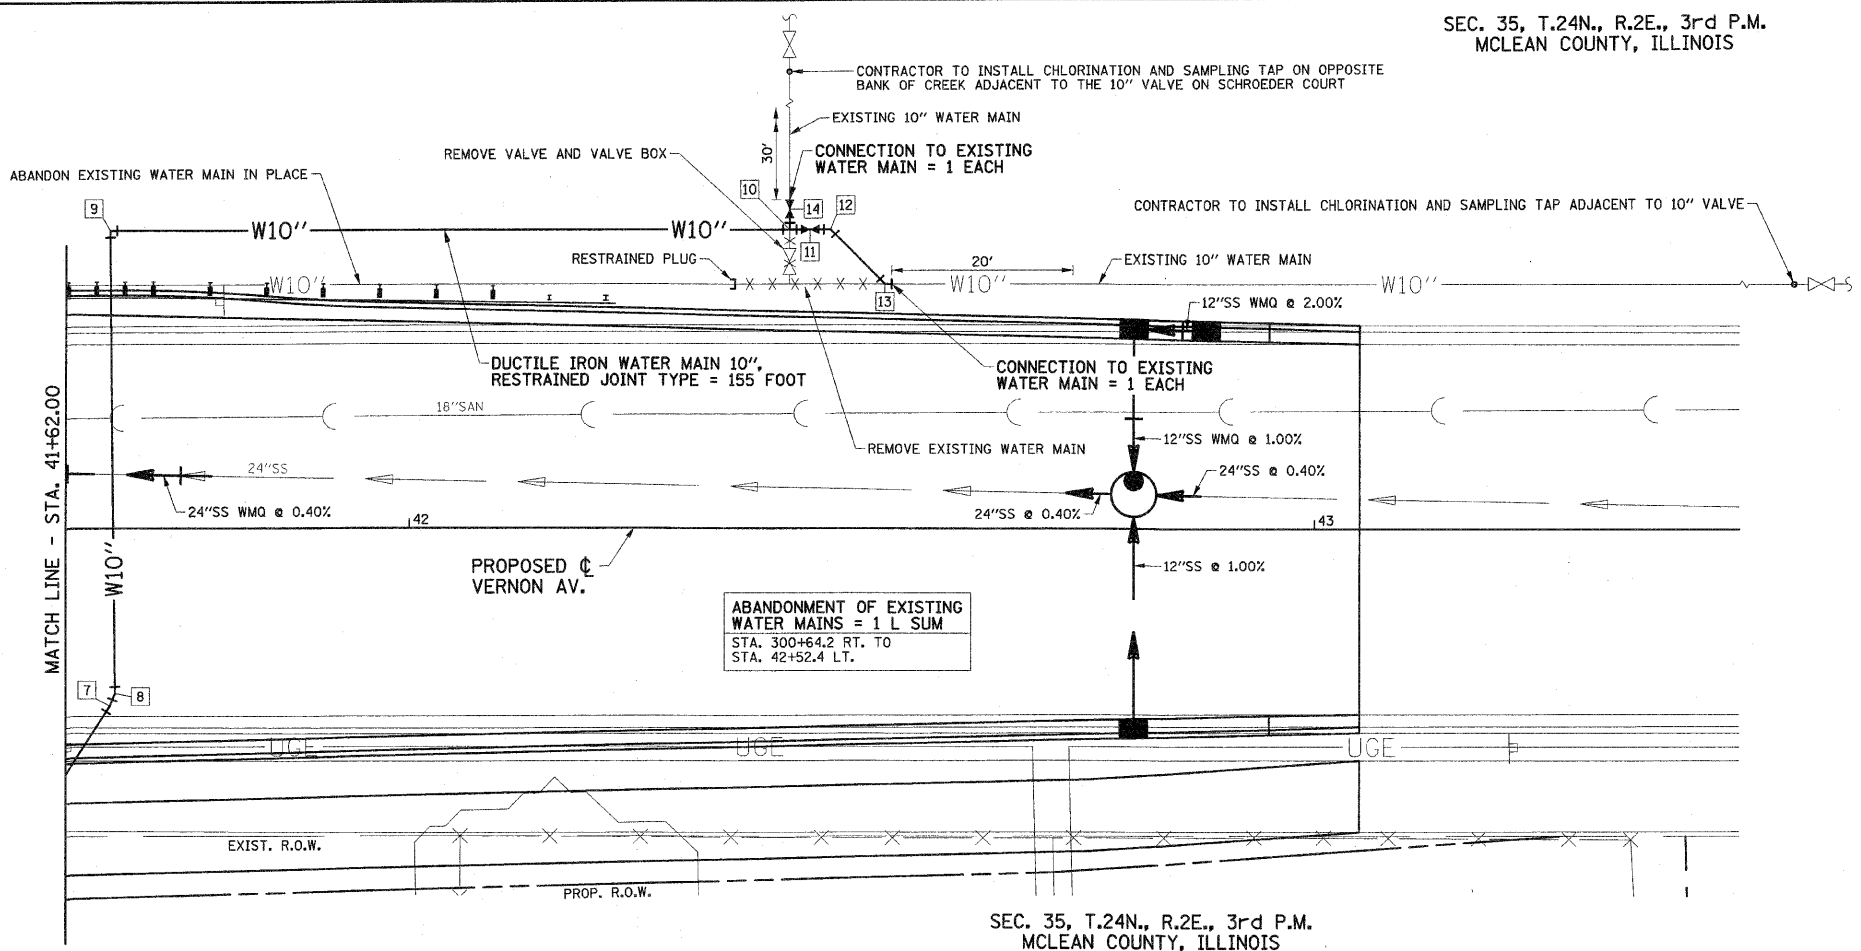 SEC. 35, T.24N., R.2E., 3rd P.M.
MCLEAN COUNTY, ILLINOIS
CONTRACTOR TO INSTALL CHLORINATION AND SAMPLING TAP ON OPPOSITE
BANK OF CREEK ADJACENT TO THE 10" VALVE ON SCHROEDER COURT
EXISTING 10" WATER MAIN
30'
REMOVE VALVE AND VALVE BOX
CONNECTION TO EXISTING
WATER MAIN = 1 EACH
ABANDON EXISTING WATER MAIN IN PLACE
10
9
14
12
CONTRACTOR TO INSTALL CHLORINATION AND SAMPLING TAP ADJACENT TO 10" VALVE
W10"
W10"
11
RESTRAINED PLUG
20'
EXISTING 10" WATER MAIN
W10"
W10"
W10"
13
12"SS WMQ @ 2.00%
DUCTILE IRON WATER MAIN 10",
RESTRAINED JOINT TYPE = 155 FOOT
CONNECTION TO EXISTING
WATER MAIN = 1 EACH
MATCH LINE - STA. 41+62.00
18"SAN
REMOVE EXISTING WATER MAIN
12"SS WMQ @ 1.00%
24"SS
24"SS @ 0.40%
24"SS WMQ @ 0.40%
24"SS @ 0.40%
42
43
W10"
PROPOSED ℄
VERNON AV.
12"SS @ 1.00%
ABANDONMENT OF EXISTING
WATER MAINS = 1 L SUM
STA. 300+64.2 RT. TO
STA. 42+52.4 LT.
7
8
UGE
UGE
UGE
EXIST. R.O.W.
PROP. R.O.W.
SEC. 35, T.24N., R.2E., 3rd P.M.
MCLEAN COUNTY, ILLINOIS